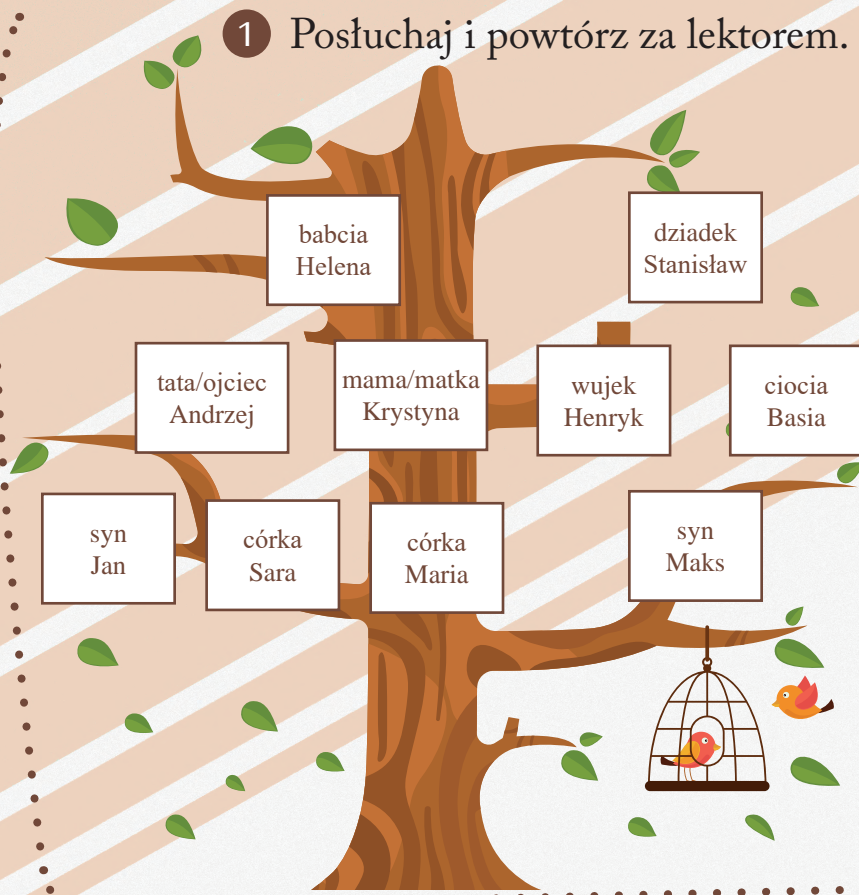 1 Posłuchaj i powtórz za lektorem.
babcia
Helena
dziadek
Stanisław
tata/ojciec
Andrzej
mama/matka
Krystyna
wujek
Henryk
ciocia
Basia
syn
Jan
córka
Sara
córka
Maria
syn
Maks